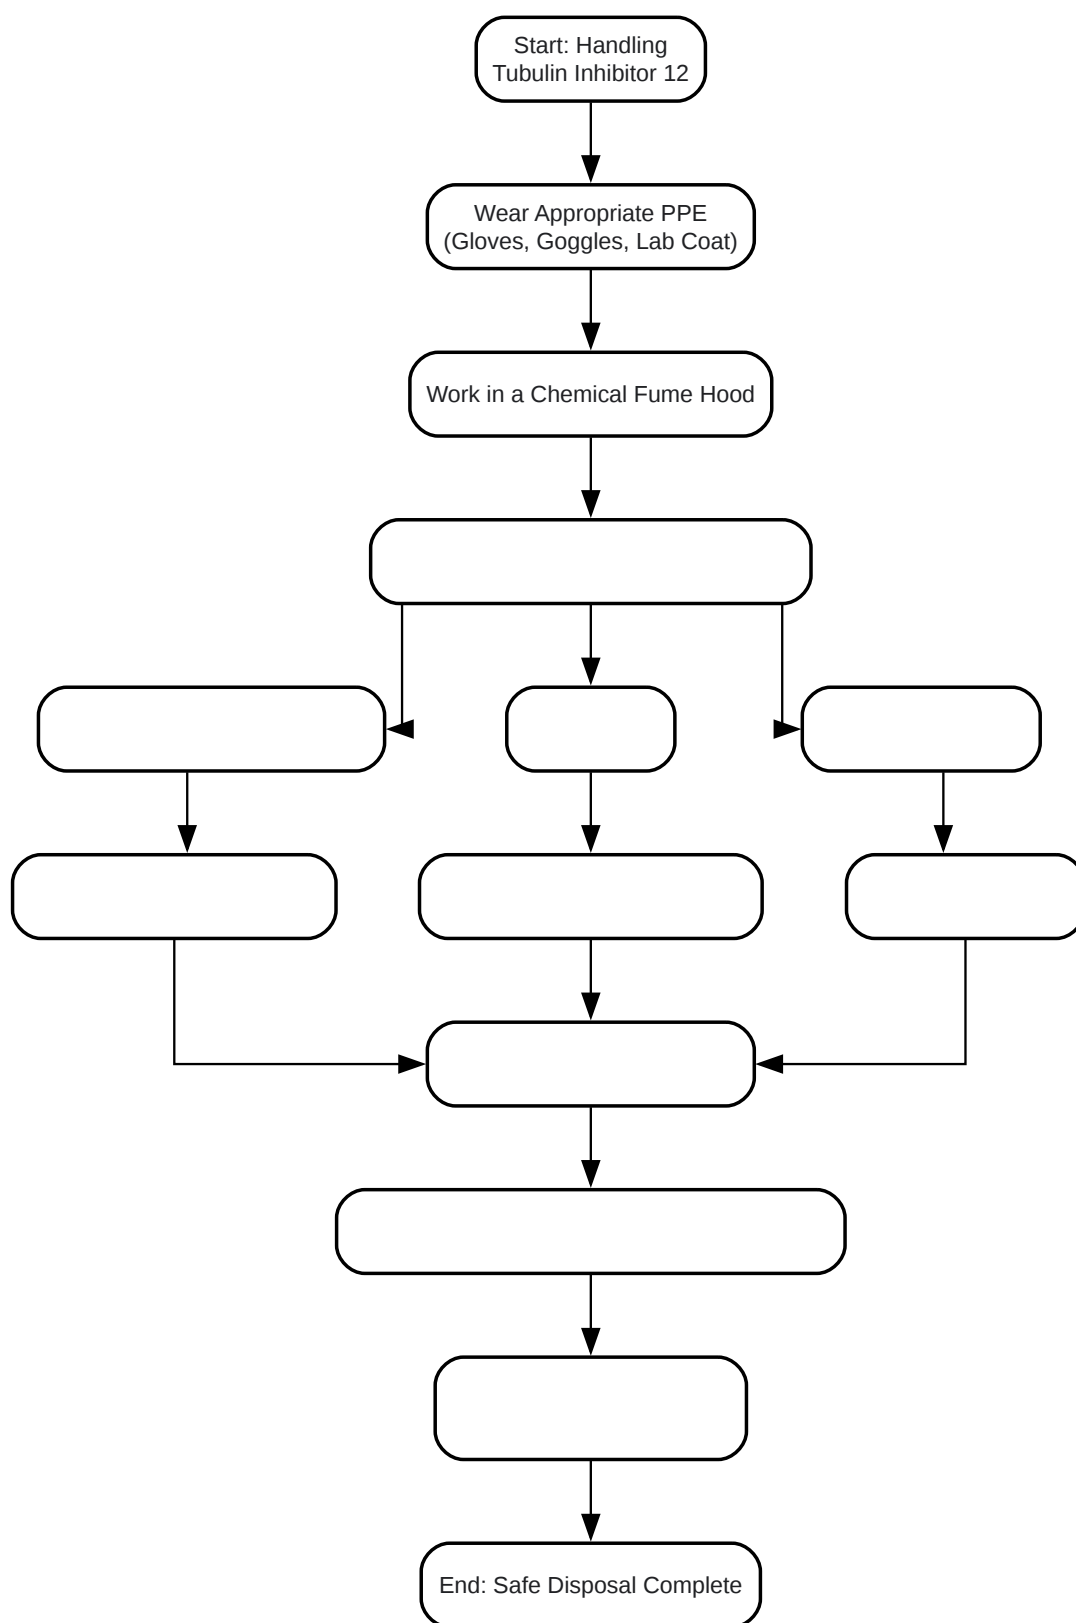 Start: Handling
Tubulin Inhibitor 12
Wear Appropriate PPE
(Gloves, Goggles, Lab Coat)
Work in a Chemical Fume Hood
End: Safe Disposal Complete